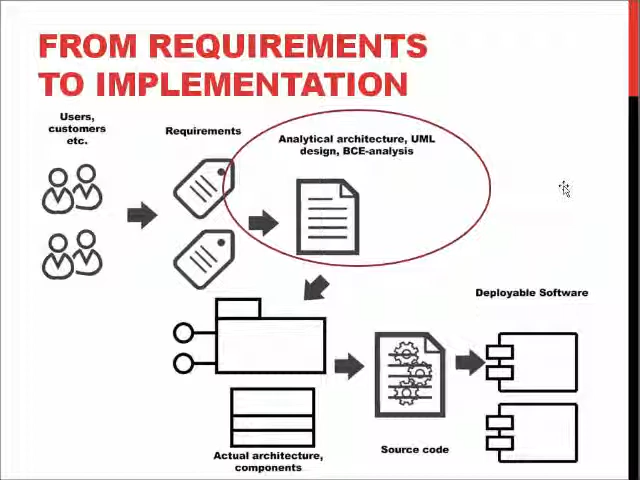 FROM REQUIREMENTS
TO IMPLEMENTATION
Users,
customers
etc.
Requirements
Analytical architecture, UML
design, BCE-analysis
Deployable Software
Actual architecture,
components
Source code